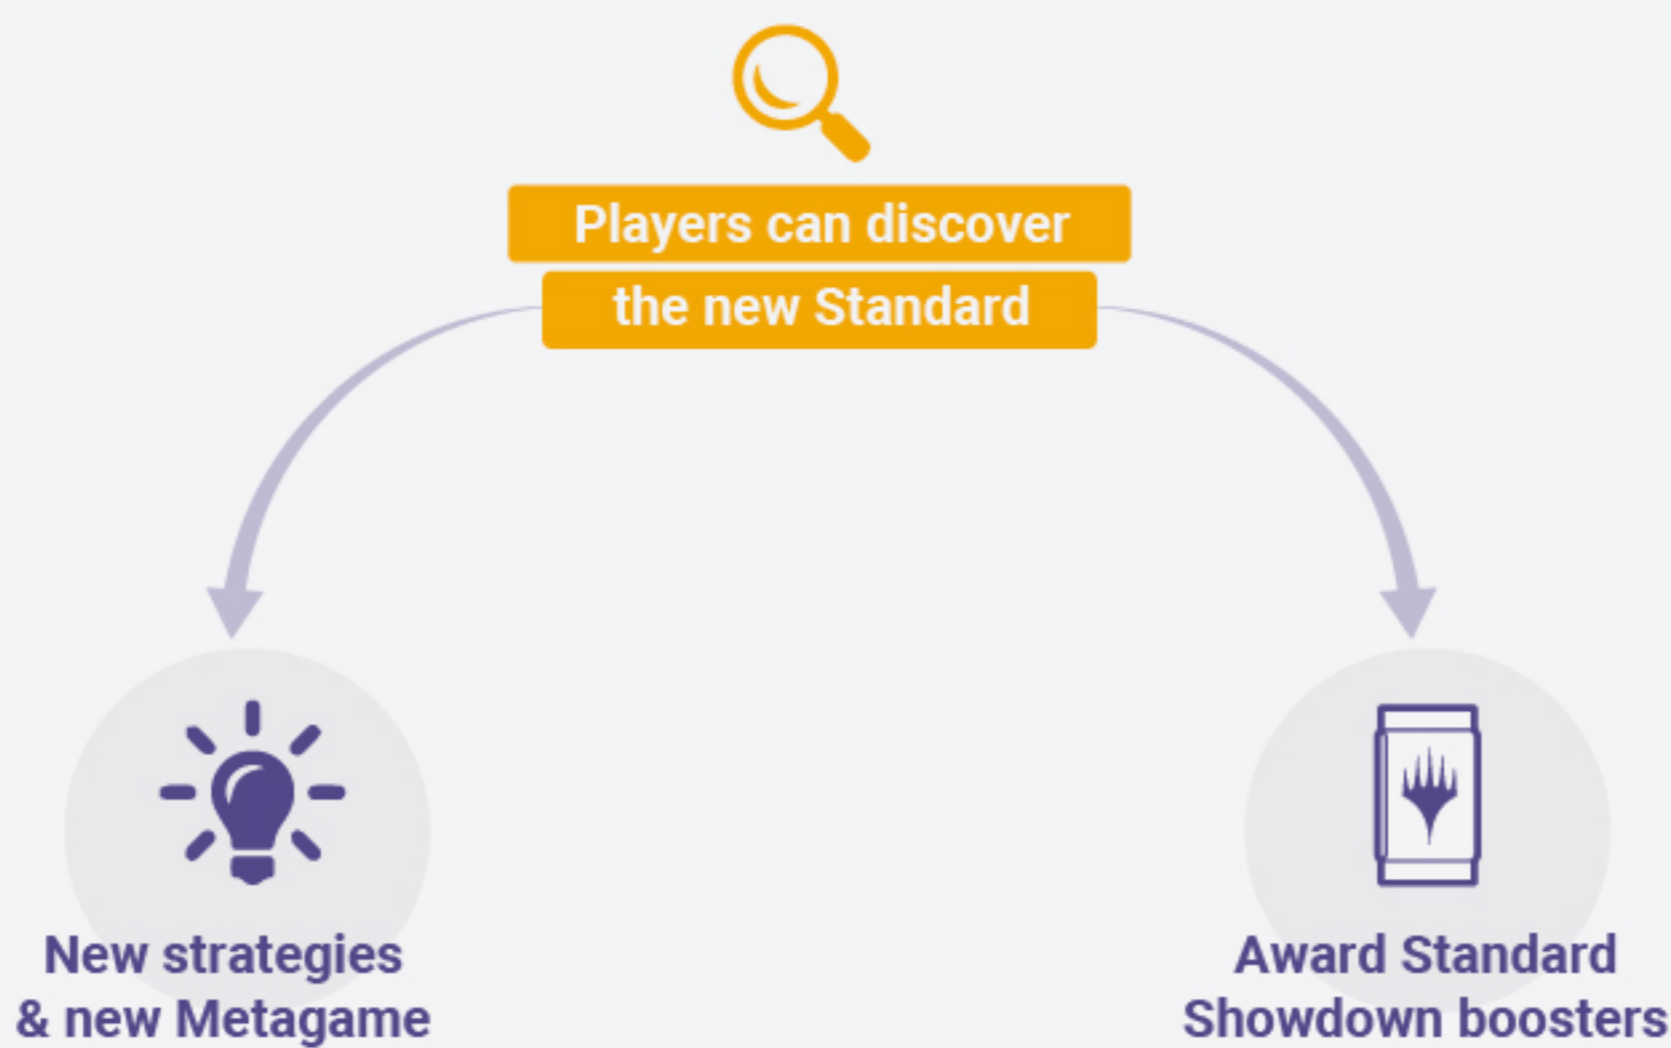 Players can discover
the new Standard
New strategies
& new Metagame
Award Standard
Showdown boosters